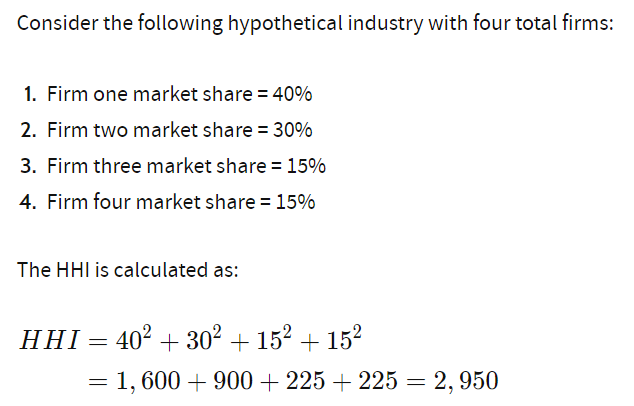 Consider the following hypothetical industry with four total firms:
1. Firm one market share = 40%
2. Firm two market share = 30%
3. Firm three market share = 15%
4. Firm four market share = 15%
The HHI is calculated as:
HHI = 40² + 30² + 15² + 15²
= 1, 600 + 900 + 225 + 225 = 2, 950